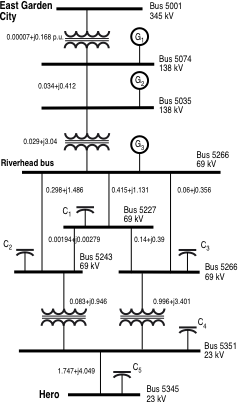 East Garden
City
Bus 5001
345 kV
0.00007+j0.168 p.u.
G1
Bus 5074
138 kV
0.034+j0.412
G2
Bus 5035
138 kV
0.029+j3.04
G3
Riverhead bus
Bus 5266
69 kV
0.298+j1.486
0.415+j1.131
0.06+j0.356
C1
Bus 5227
69 kV
0.00194+j0.00279
0.14+j0.39
C2
Bus 5243
69 kV
C3
Bus 5266
69 kV
0.083+j0.946
0.996+j3.401
C4
Bus 5351
23 kV
1.747+j4.049
C5
Hero
Bus 5345
23 kV